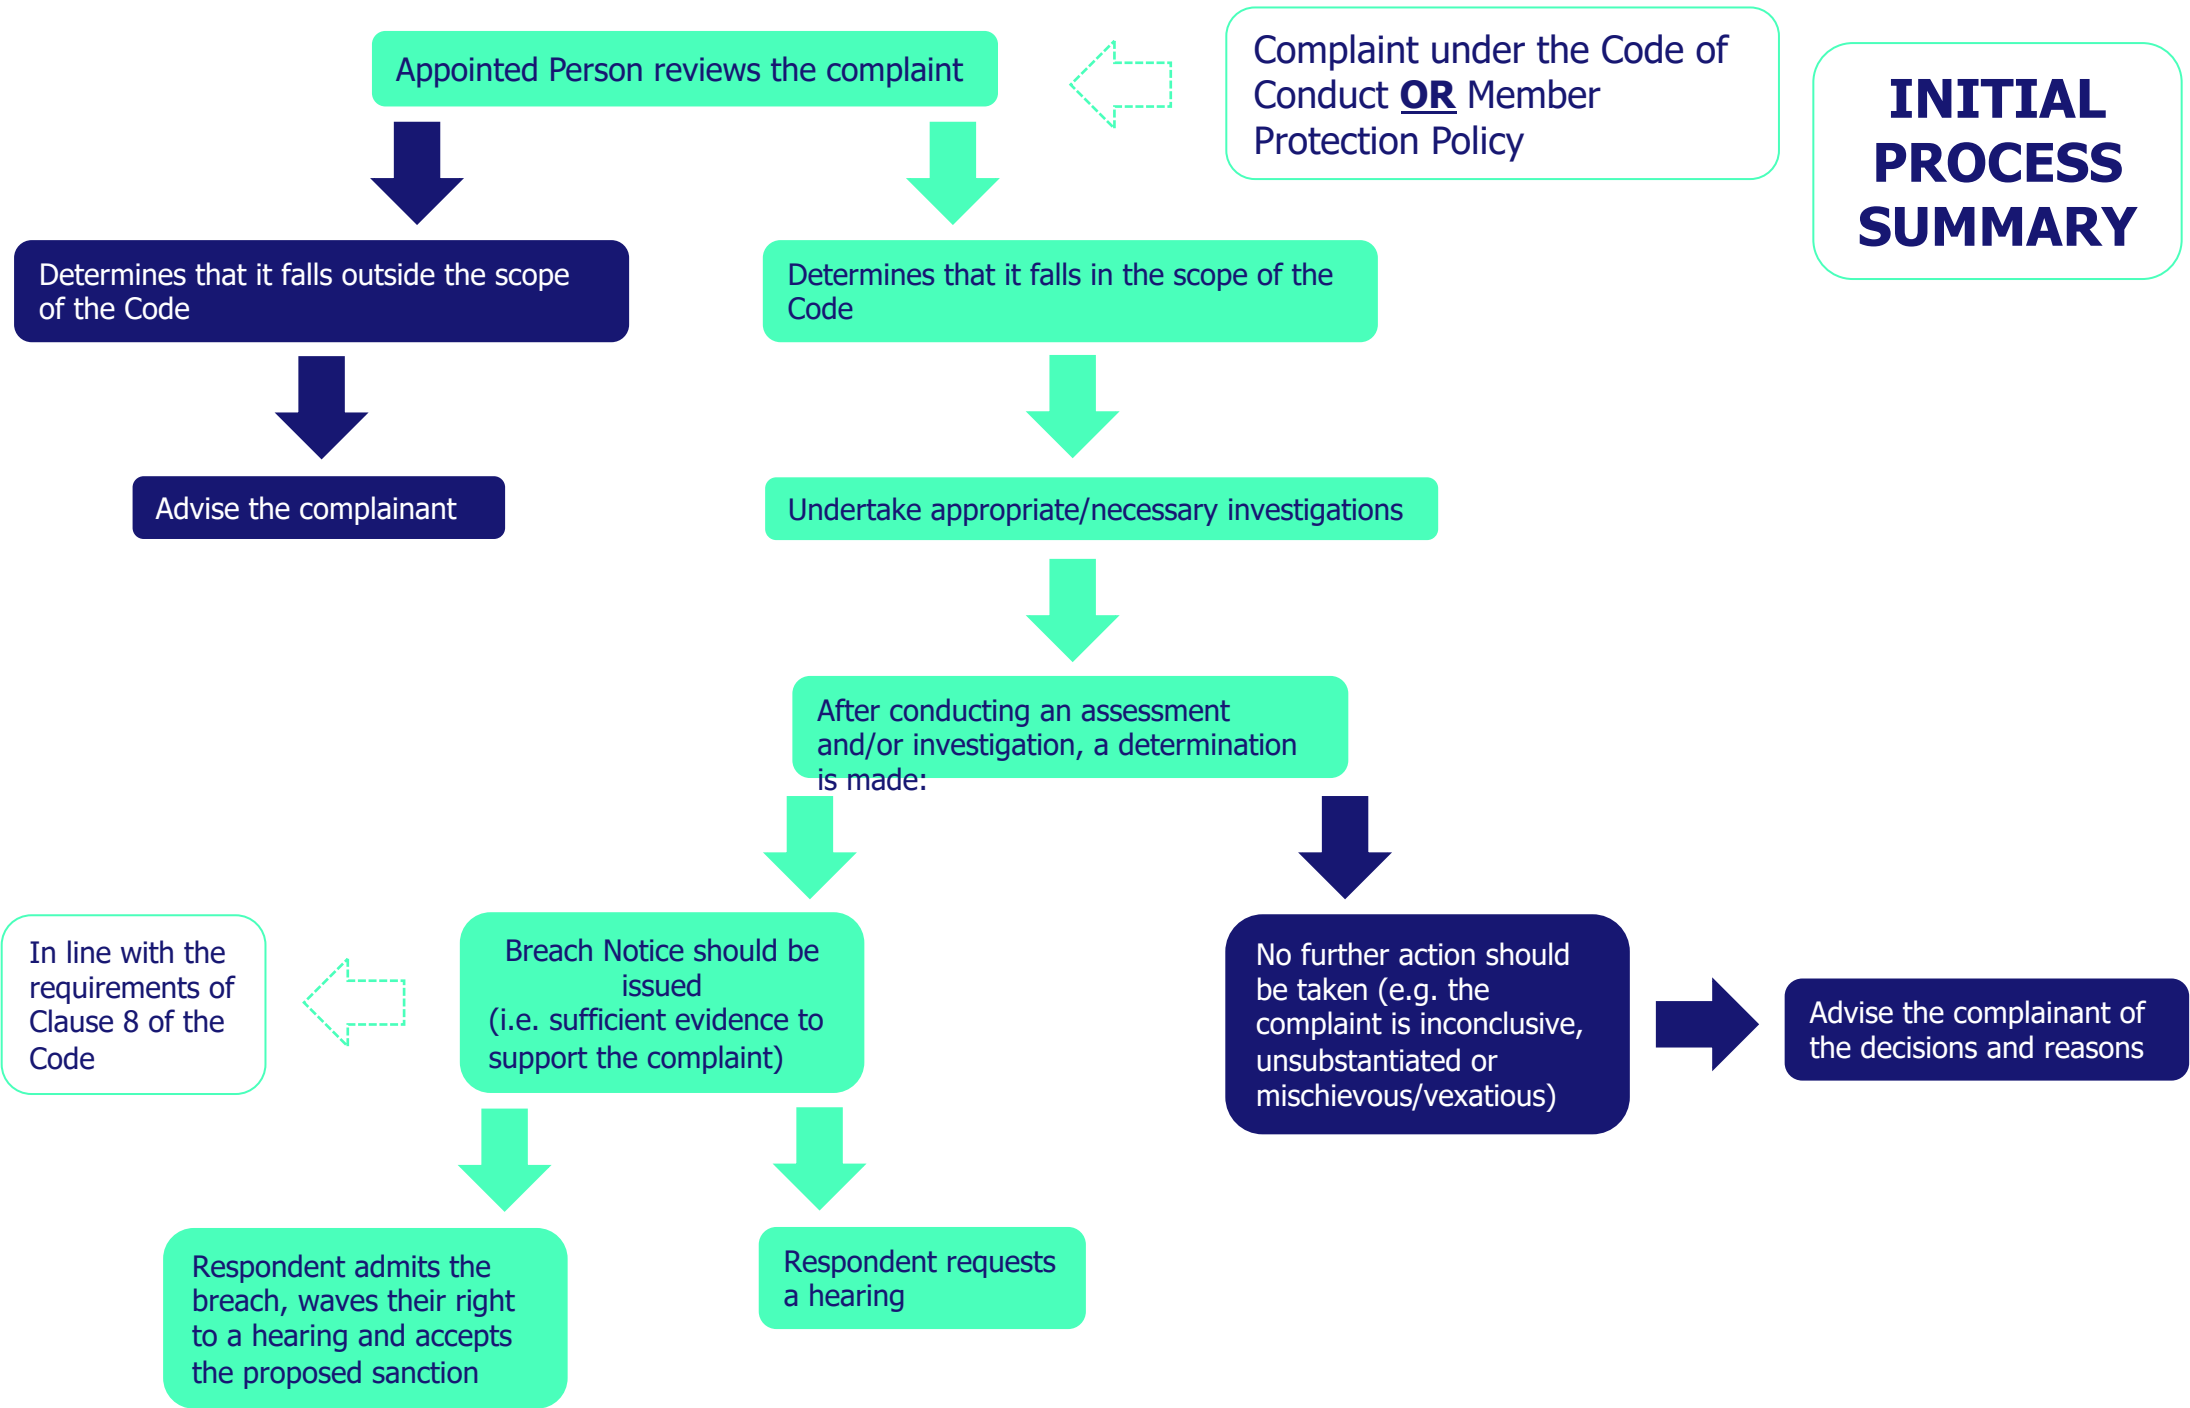 Appointed Person reviews the complaint
Complaint under the Code of
Conduct OR Member
Protection Policy
INITIAL
PROCESS
SUMMARY
Determines that it falls outside the scope
of the Code
Determines that it falls in the scope of the
Code
Advise the complainant
Undertake appropriate/necessary investigations
After conducting an assessment
and/or investigation, a determination
is made:
In line with the
requirements of
Clause 8 of the
Code
Breach Notice should be
issued
(i.e. sufficient evidence to
support the complaint)
No further action should
be taken (e.g. the
complaint is inconclusive,
unsubstantiated or
mischievous/vexatious)
Advise the complainant of
the decisions and reasons
Respondent admits the
breach, waves their right
to a hearing and accepts
the proposed sanction
Respondent requests
a hearing